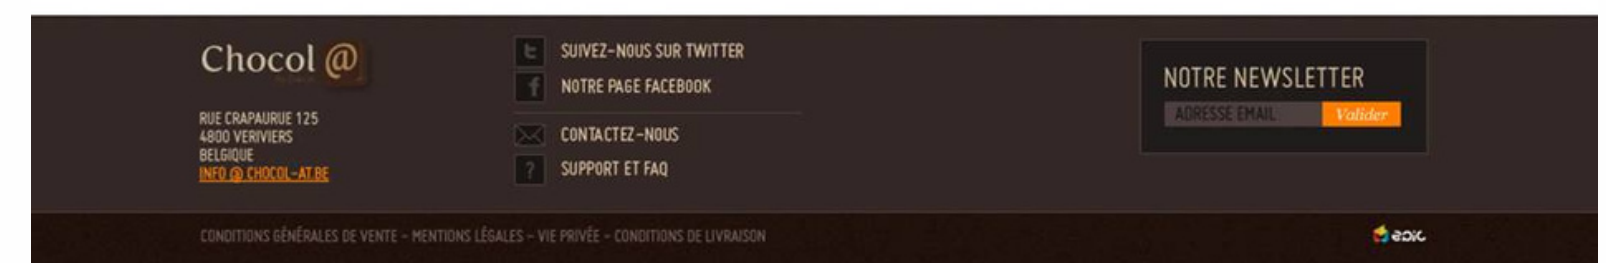 Chocol @
RUE CRAPAURUE 125
4800 VERIVIERS
BELGIQUE
INFO @ CHOCOL-AT.BE
SUIVEZ-NOUS SUR TWITTER
NOTRE PAGE FACEBOOK
CONTACTEZ-NOUS
SUPPORT ET FAQ
NOTRE NEWSLETTER
ADRESSE EMAIL Valider
CONDITIONS GÉNÉRALES DE VENTE - MENTIONS LÉGALES - VIE PRIVÉE - CONDITIONS DE LIVRAISON